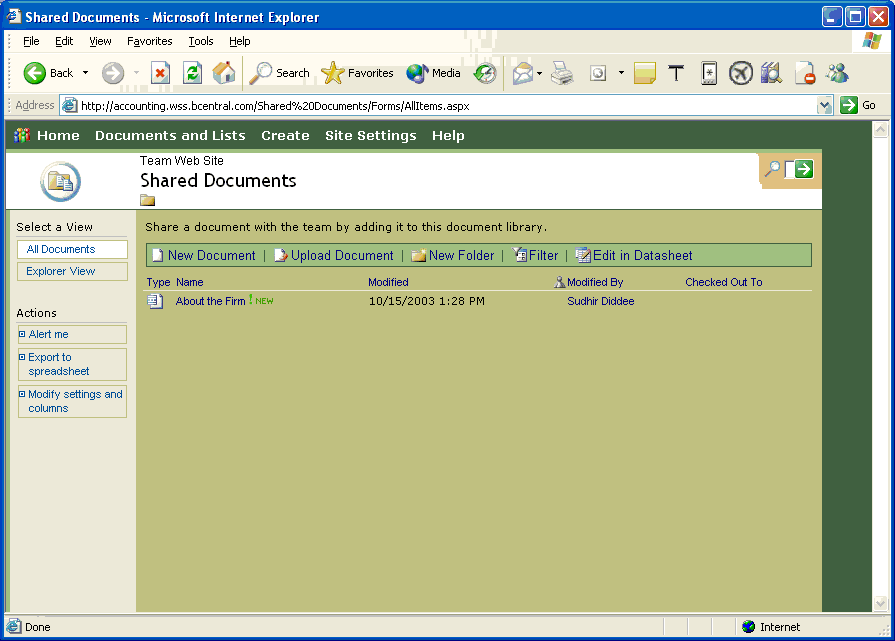 Shared Documents - Microsoft Internet Explorer
File Edit View Favorites Tools Help
Back Search Favorites Media
Address http://accounting.wss.bcentral.com/Shared%20Documents/Forms/AllItems.aspx Go
Home Documents and Lists Create Site Settings Help
Team Web Site
Shared Documents
Select a View
All Documents
Explorer View
Actions
Alert me
Export to
spreadsheet
Modify settings and
columns
Share a document with the team by adding it to this document library.
New Document | Upload Document | New Folder | Filter | Edit in Datasheet
Type Name Modified Modified By Checked Out To
About the Firm ! NEW 10/15/2003 1:28 PM Sudhir Diddee
Done Internet